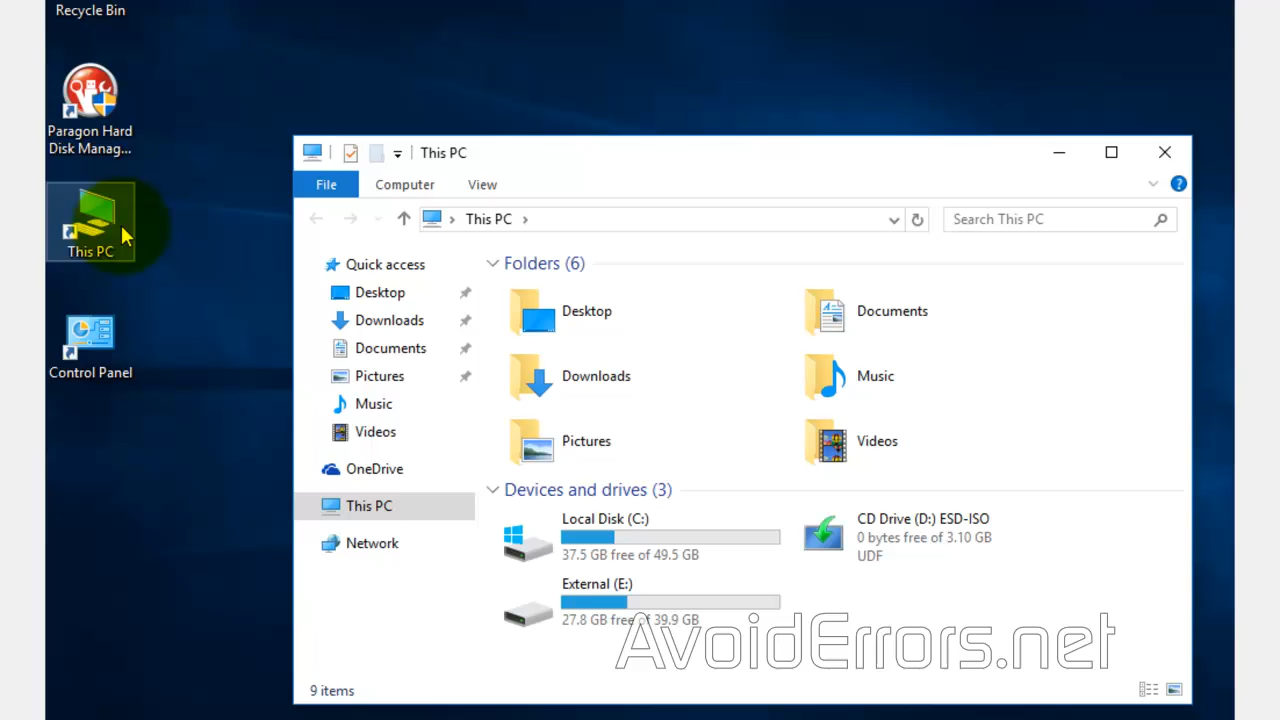 Recycle Bin
Paragon Hard
Disk Manag...
This PC
Control Panel
This PC
File
Computer
View
This PC
Search This PC
Quick access
Desktop
Downloads
Documents
Pictures
Music
Videos
OneDrive
This PC
Network
Folders (6)
Desktop
Documents
Downloads
Music
Pictures
Videos
Devices and drives (3)
Local Disk (C:)
37.5 GB free of 49.5 GB
CD Drive (D:) ESD-ISO
0 bytes free of 3.10 GB
UDF
External (E:)
27.8 GB free of 39.9 GB
AvoidErrors.net
9 items